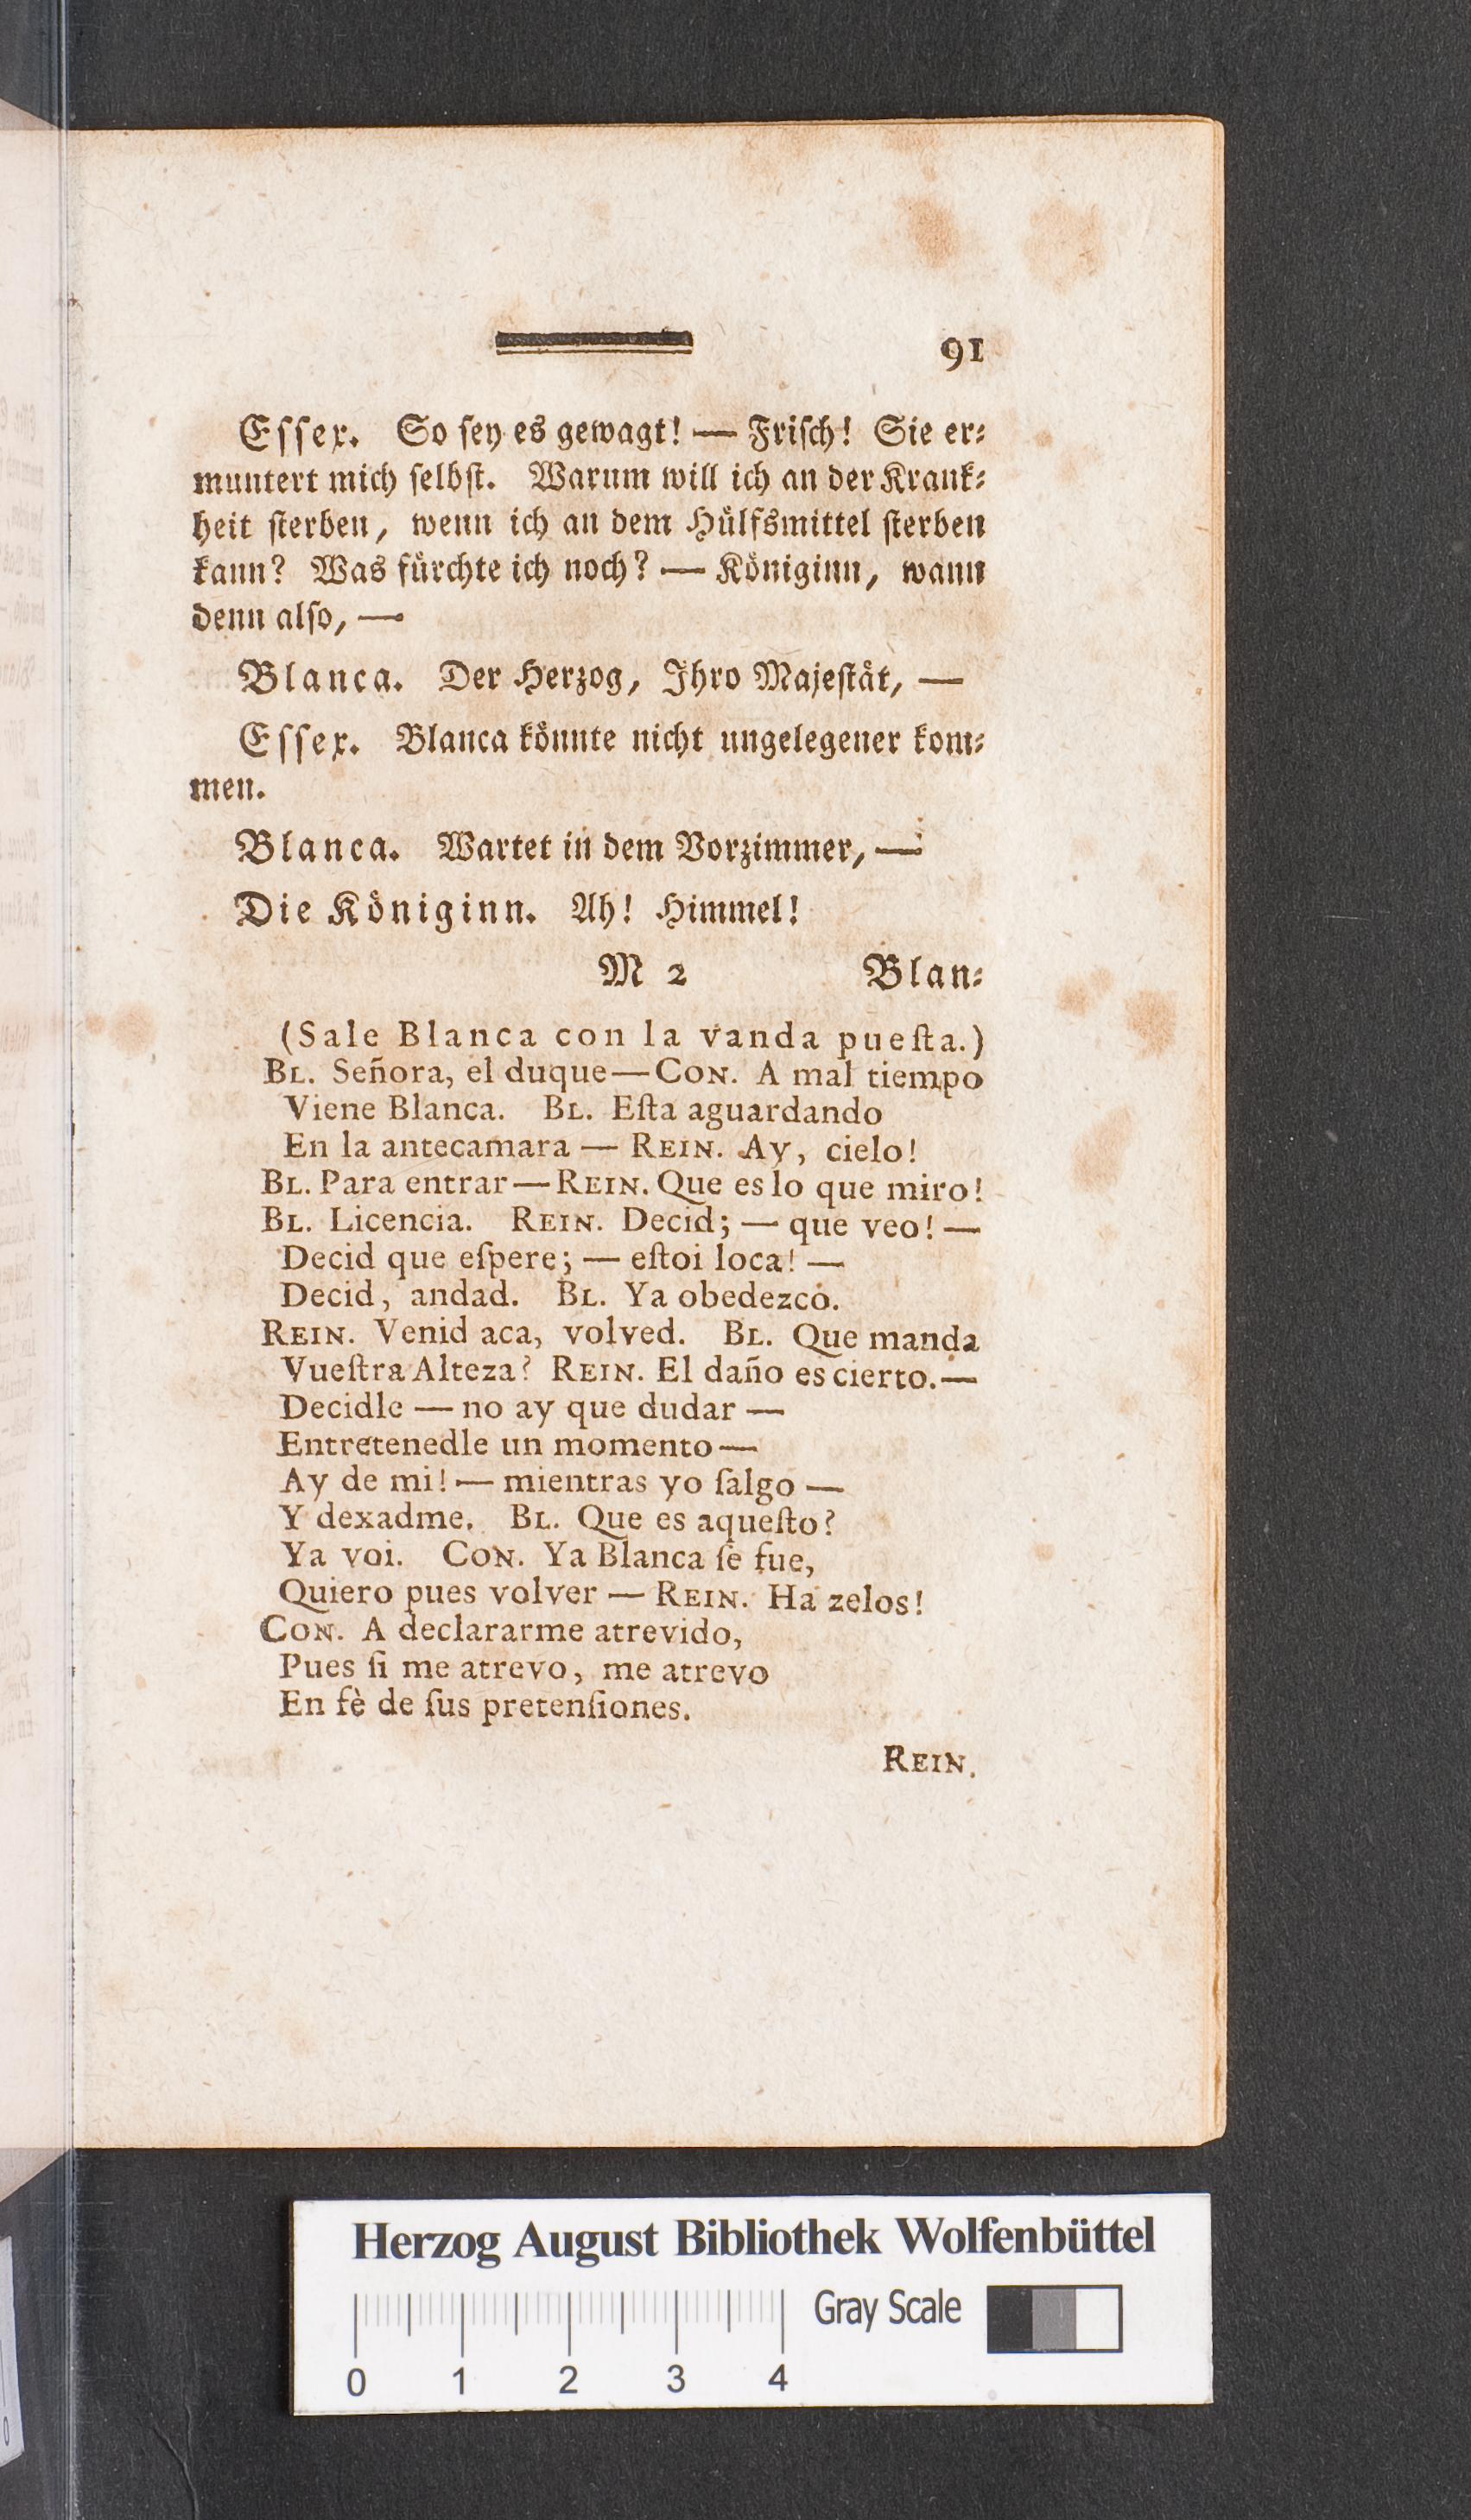 91
Eſſex. So ſey es gewagt! — Friſch! Sie er⸗
muntert mich ſelbſt. Warum will ich an der Krank⸗
heit ſterben, wenn ich an dem Hülfsmittel ſterben
kann? Was fürchte ich noch? — Königinn, wann
denn alſo, —
Blanca. Der Herzog, Ihro Majeſtät, —
Eſſex. Blanca könnte nicht ungelegener kom⸗
men.
Blanca. Wartet in dem Vorzimmer, —
Die Königinn. Ah! Himmel!
M 2 Blan⸗
(Sale Blanca con la vanda pueſta.)
BL. Señora, el duque—CON. A mal tiempo
Viene Blanca. BL. Eſta aguardando
En la antecamara — REIN. Ay, cielo!
BL. Para entrar—REIN. Que es lo que miro!
BL. Licencia. REIN. Decid; — que veo! —
Decid que eſpere; — eſtoi loca! —
Decid, andad. BL. Ya obedezco.
REIN. Venid aca, volved. BL. Que manda
Vueſtra Alteza? REIN. El daño es cierto.—
Decidle — no ay que dudar —
Entretenedle un momento—
Ay de mi! — mientras yo ſalgo —
Y dexadme. BL. Que es aqueſto?
Ya voi. CON. Ya Blanca ſe fue,
Quiero pues volver — REIN. Ha zelos!
CON. A declararme atrevido,
Pues ſi me atrevo, me atrevo
En fè de ſus pretenſiones.
REIN.
Herzog August Bibliothek Wolfenbüttel
Gray Scale
0 1 2 3 4